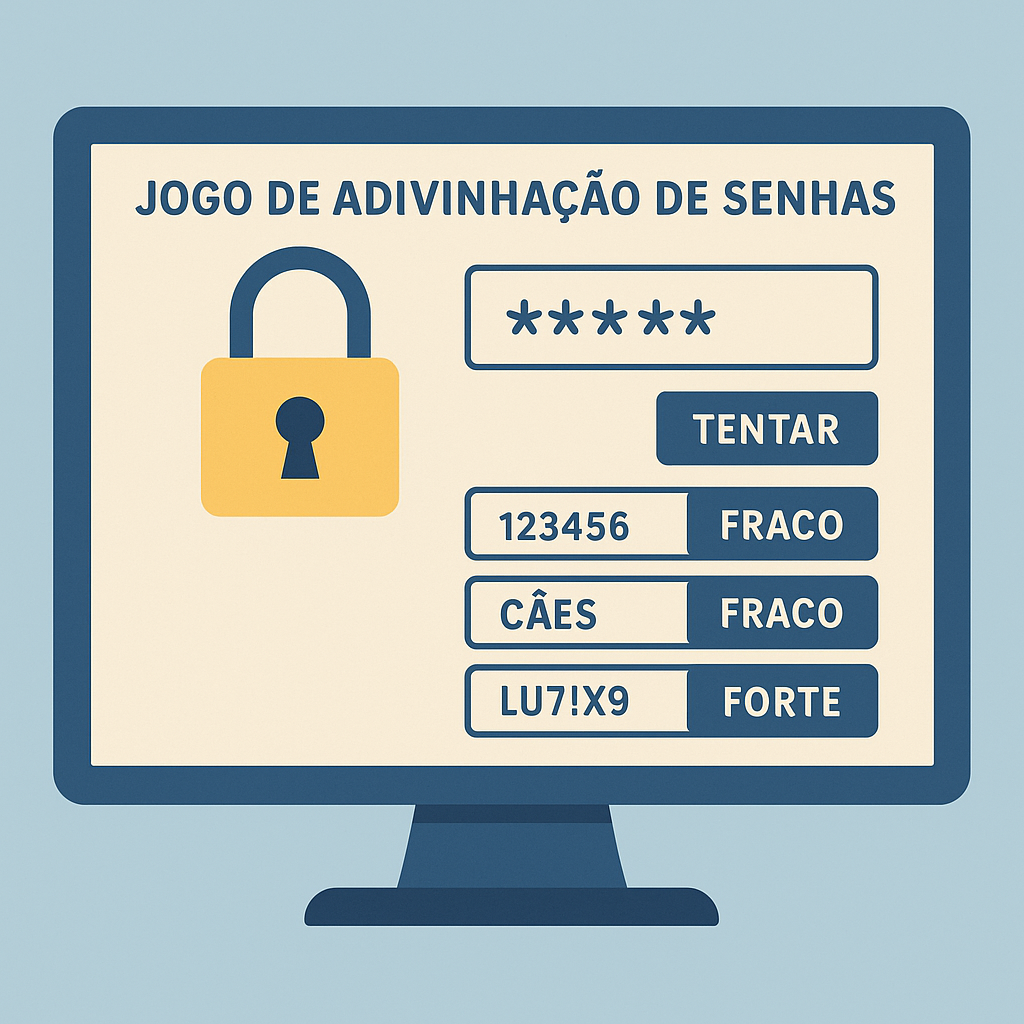 JOGO DE ADIVINHAÇÃO DE SENHAS
*****
TENTAR
123456 FRACO
CÂES FRACO
LU7!X9 FORTE